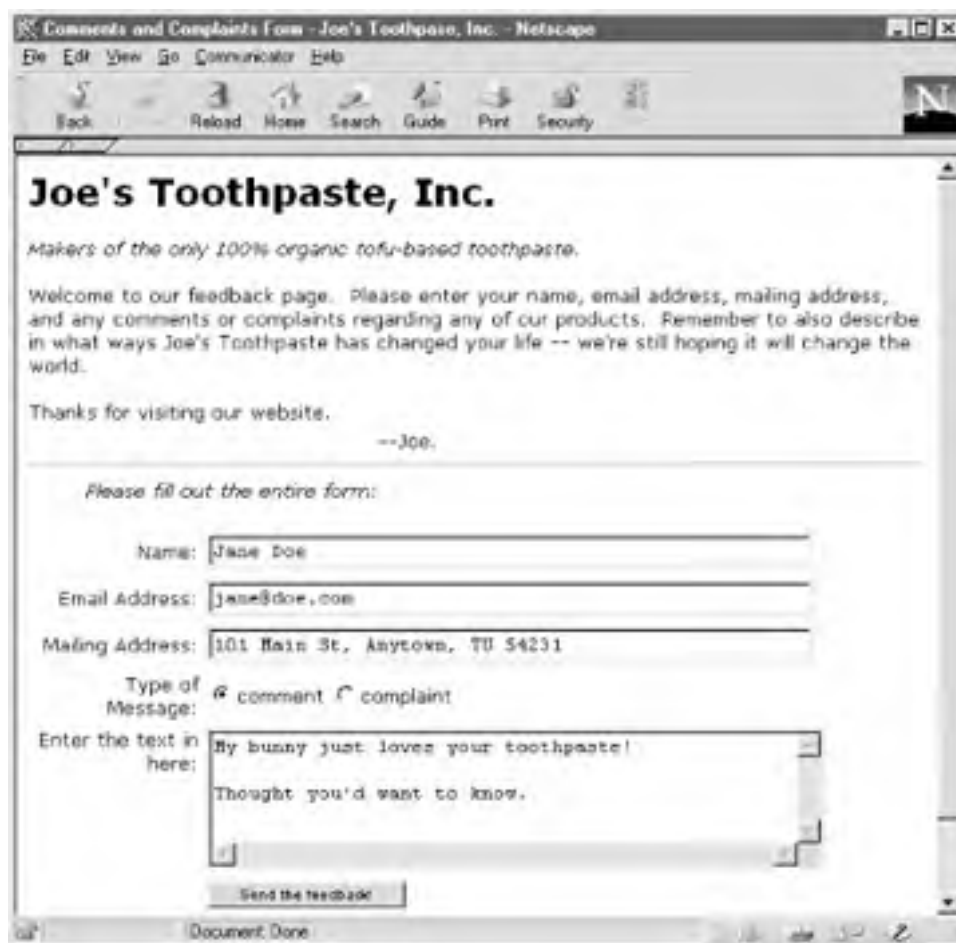 Comments and Complaints Form - Joe's Toothpaste, Inc. - Netscape
File Edit View Go Communicator Help
Back Reload Home Search Guide Print Security
N
Joe's Toothpaste, Inc.
Makers of the only 100% organic tofu-based toothpaste.
Welcome to our feedback page. Please enter your name, email address, mailing address,
and any comments or complaints regarding any of our products. Remember to also describe
in what ways Joe's Toothpaste has changed your life -- we're still hoping it will change the
world.
Thanks for visiting our website.
--Joe.
Please fill out the entire form:
Name: Jane Doe
Email Address: jane@doe.com
Mailing Address: 101 Main St, Anytown, TU 54231
Type of
Message: comment complaint
Enter the text in
here: My bunny just loves your toothpaste!
Thought you'd want to know.
Send the feedback!
Document: Done